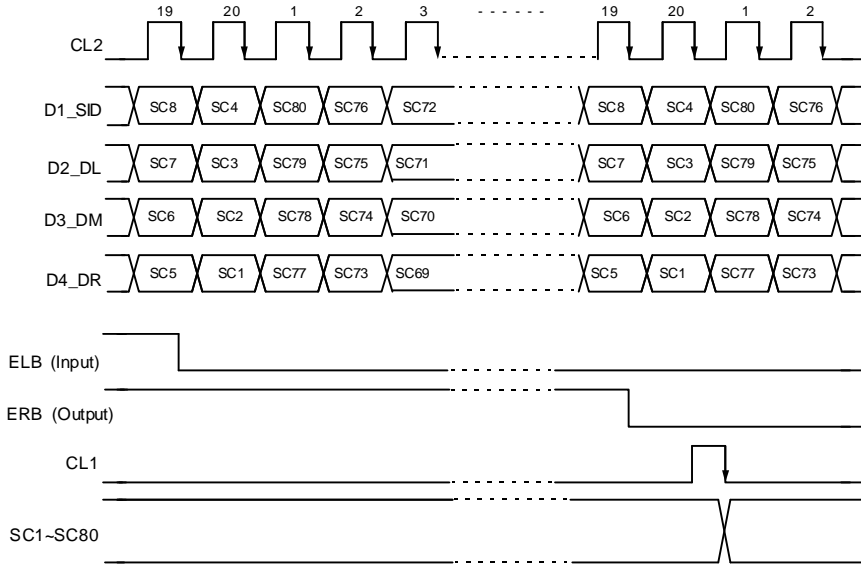 19 20 1 2 3 19 20 1 2
CL2
D1_SID SC8 SC4 SC80 SC76 SC72 SC8 SC4 SC80 SC76
D2_DL SC7 SC3 SC79 SC75 SC71 SC7 SC3 SC79 SC75
D3_DM SC6 SC2 SC78 SC74 SC70 SC6 SC2 SC78 SC74
D4_DR SC5 SC1 SC77 SC73 SC69 SC5 SC1 SC77 SC73
ELB (Input)
ERB (Output)
CL1
SC1~SC80